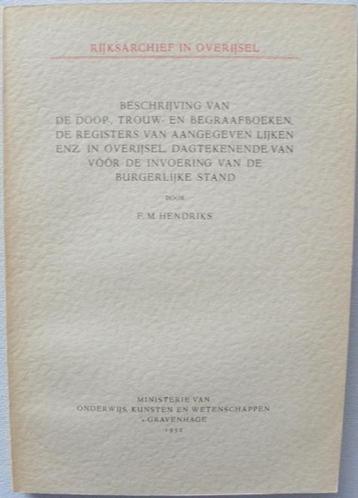 RIJKSARCHIEF IN OVERIJSEL
BESCHRIJVING VAN
DE DOOP-, TROUW- EN BEGRAAFBOEKEN,
DE REGISTERS VAN AANGEGEVEN LIJKEN
ENZ. IN OVERIJSEL, DAGTEKENENDE VAN
VÓÓR DE INVOERING VAN DE
BURGERLIJKE STAND
DOOR
F. M. HENDRIKS
MINISTERIE VAN
ONDERWIJS, KUNSTEN EN WETENSCHAPPEN
's-GRAVENHAGE